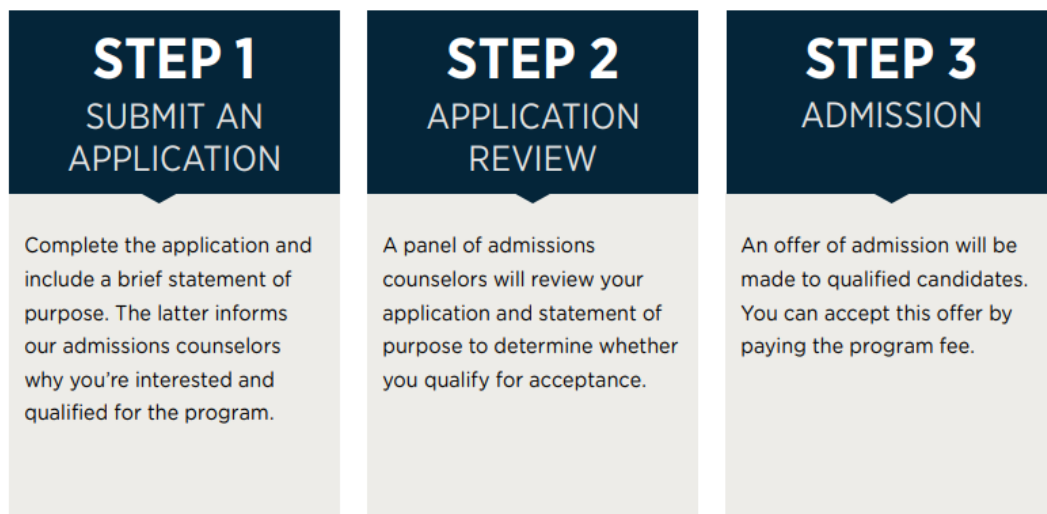 STEP 1
SUBMIT AN
APPLICATION
Complete the application and
include a brief statement of
purpose. The latter informs
our admissions counselors
why you’re interested and
qualified for the program.
STEP 2
APPLICATION
REVIEW
A panel of admissions
counselors will review your
application and statement of
purpose to determine whether
you qualify for acceptance.
STEP 3
ADMISSION
An offer of admission will be
made to qualified candidates.
You can accept this offer by
paying the program fee.